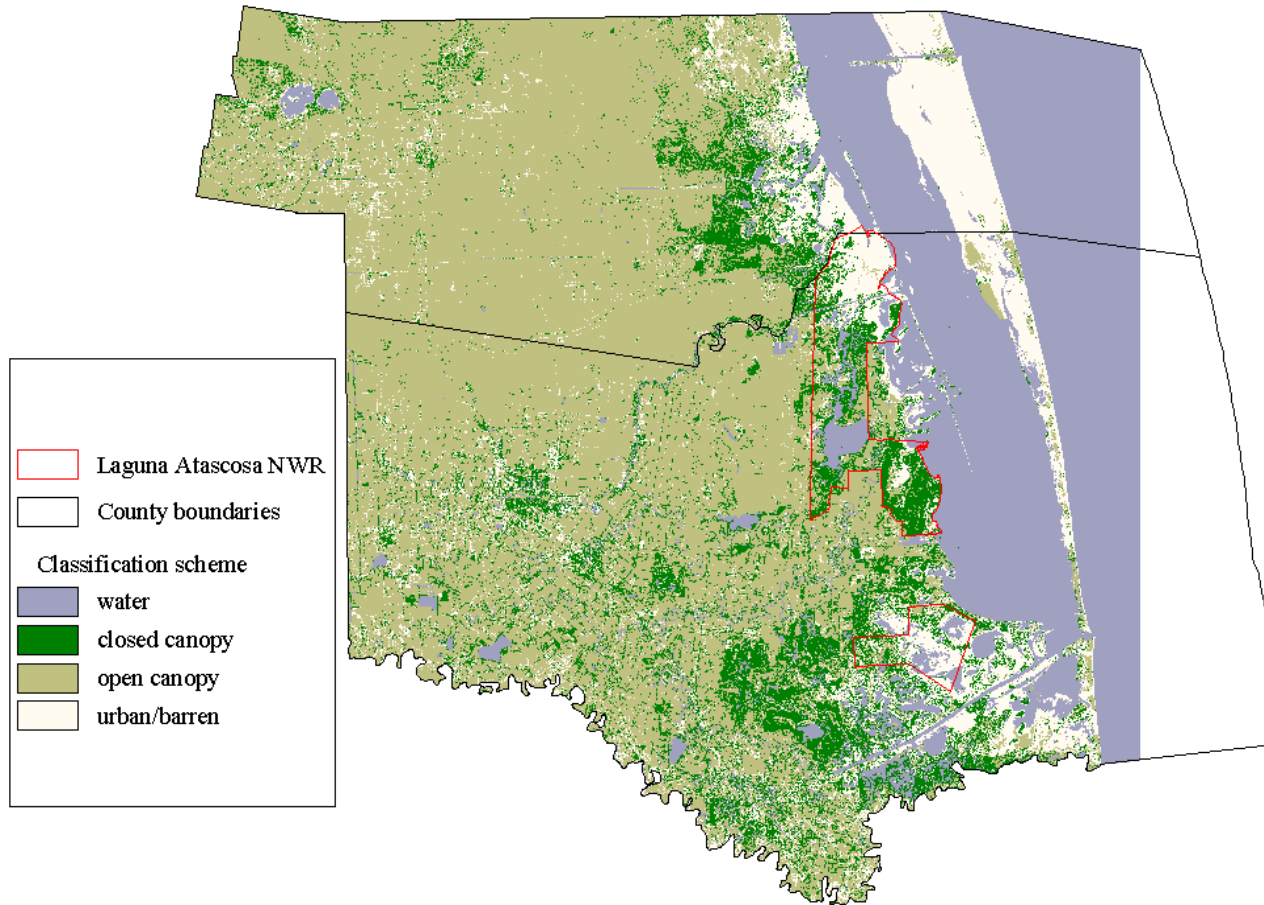 Laguna Atascosa NWR
County boundaries
Classification scheme
water
closed canopy
open canopy
urban/barren